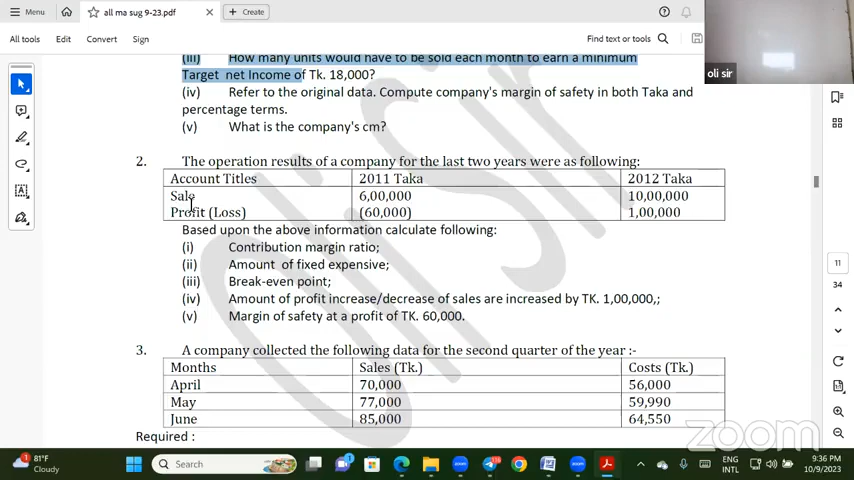 Menu
all ma sug 9-23.pdf
Create
All tools Edit Convert Sign
Find text or tools
oli sir
(iii) How many units would have to be sold each month to earn a minimum
Target net Income of Tk. 18,000?
(iv) Refer to the original data. Compute company's margin of safety in both Taka and
percentage terms.
(v) What is the company's cm?
2. The operation results of a company for the last two years were as following:
Account Titles 2011 Taka 2012 Taka
Sale 6,00,000 10,00,000
Profit (Loss) (60,000) 1,00,000
Based upon the above information calculate following:
(i) Contribution margin ratio;
(ii) Amount of fixed expensive;
(iii) Break-even point;
(iv) Amount of profit increase/decrease of sales are increased by TK. 1,00,000,;
(v) Margin of safety at a profit of TK. 60,000.
3. A company collected the following data for the second quarter of the year :-
Months Sales (Tk.) Costs (Tk.)
April 70,000 56,000
May 77,000 59,990
June 85,000 64,550
Required :
11
34
zoom
81°F
Cloudy
Search
ENG
INTL
9:36 PM
10/9/2023